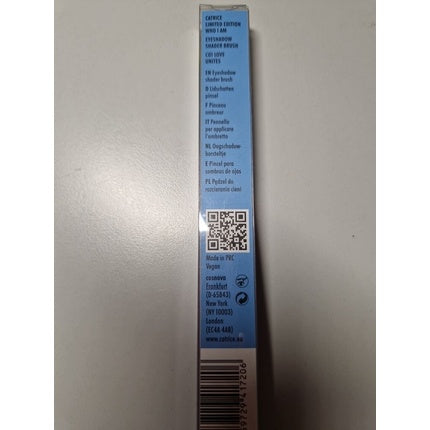 CATRICE
LIMITED EDITION
WHO I AM
EYESHADOW
SHADER BRUSH
C01 LOVE
UNITES
EN Eyeshadow
shader brush
D Lidschatten
pinsel
F Pinceau
ombreur
IT Pennello
per applicare
l'ombretto
NL Oogschaduw-
borsteltje
E Pincel para
sombras de ojos
PL Pędzel do
rozcierania cieni
Made in PRC
Vegan
cosnova
Frankfurt
(D-65843)
New York
(NY 10003)
London
(EC4A 4AB)
www.catrice.eu
9729 417206